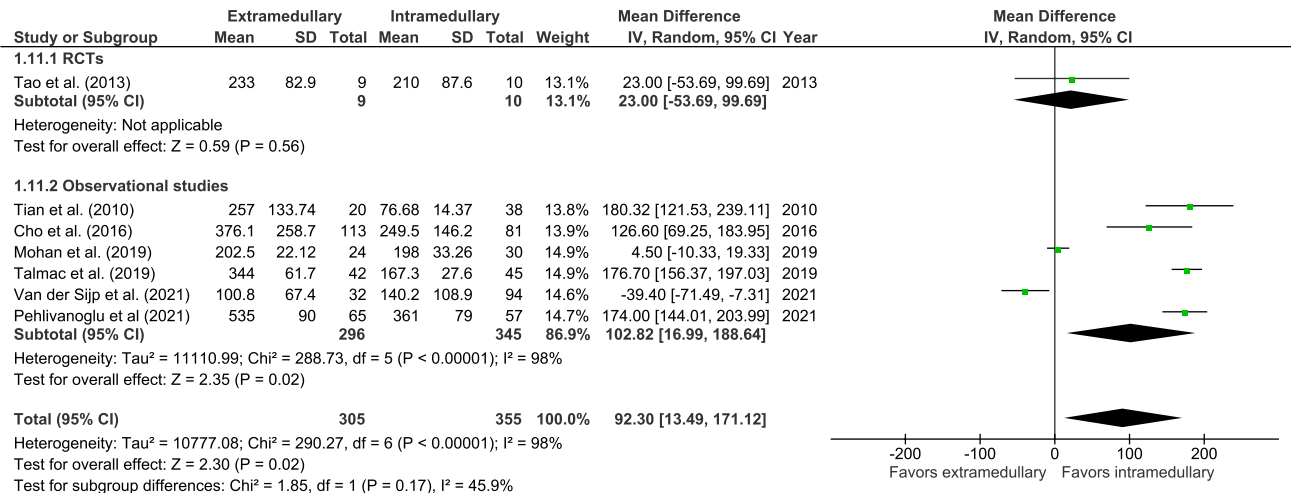 Extramedullary Intramedullary Mean Difference Mean Difference
Study or Subgroup Mean SD Total Mean SD Total Weight IV, Random, 95% CI Year IV, Random, 95% CI
1.11.1 RCTs
Tao et al. (2013) 233 82.9 9 210 87.6 10 13.1% 23.00 [-53.69, 99.69] 2013
Subtotal (95% CI) 9 10 13.1% 23.00 [-53.69, 99.69]
Heterogeneity: Not applicable
Test for overall effect: Z = 0.59 (P = 0.56)
1.11.2 Observational studies
Tian et al. (2010) 257 133.74 20 76.68 14.37 38 13.8% 180.32 [121.53, 239.11] 2010
Cho et al. (2016) 376.1 258.7 113 249.5 146.2 81 13.9% 126.60 [69.25, 183.95] 2016
Mohan et al. (2019) 202.5 22.12 24 198 33.26 30 14.9% 4.50 [-10.33, 19.33] 2019
Talmac et al. (2019) 344 61.7 42 167.3 27.6 45 14.9% 176.70 [156.37, 197.03] 2019
Van der Sijp et al. (2021) 100.8 67.4 32 140.2 108.9 94 14.6% -39.40 [-71.49, -7.31] 2021
Pehlivanoglu et al (2021) 535 90 65 361 79 57 14.7% 174.00 [144.01, 203.99] 2021
Subtotal (95% CI) 296 345 86.9% 102.82 [16.99, 188.64]
Heterogeneity: Tau² = 11110.99; Chi² = 288.73, df = 5 (P < 0.00001); I² = 98%
Test for overall effect: Z = 2.35 (P = 0.02)
Total (95% CI) 305 355 100.0% 92.30 [13.49, 171.12]
Heterogeneity: Tau² = 10777.08; Chi² = 290.27, df = 6 (P < 0.00001); I² = 98%
Test for overall effect: Z = 2.30 (P = 0.02)
Test for subgroup differences: Chi² = 1.85, df = 1 (P = 0.17), I² = 45.9%
-200 -100 0 100 200
Favors extramedullary Favors intramedullary